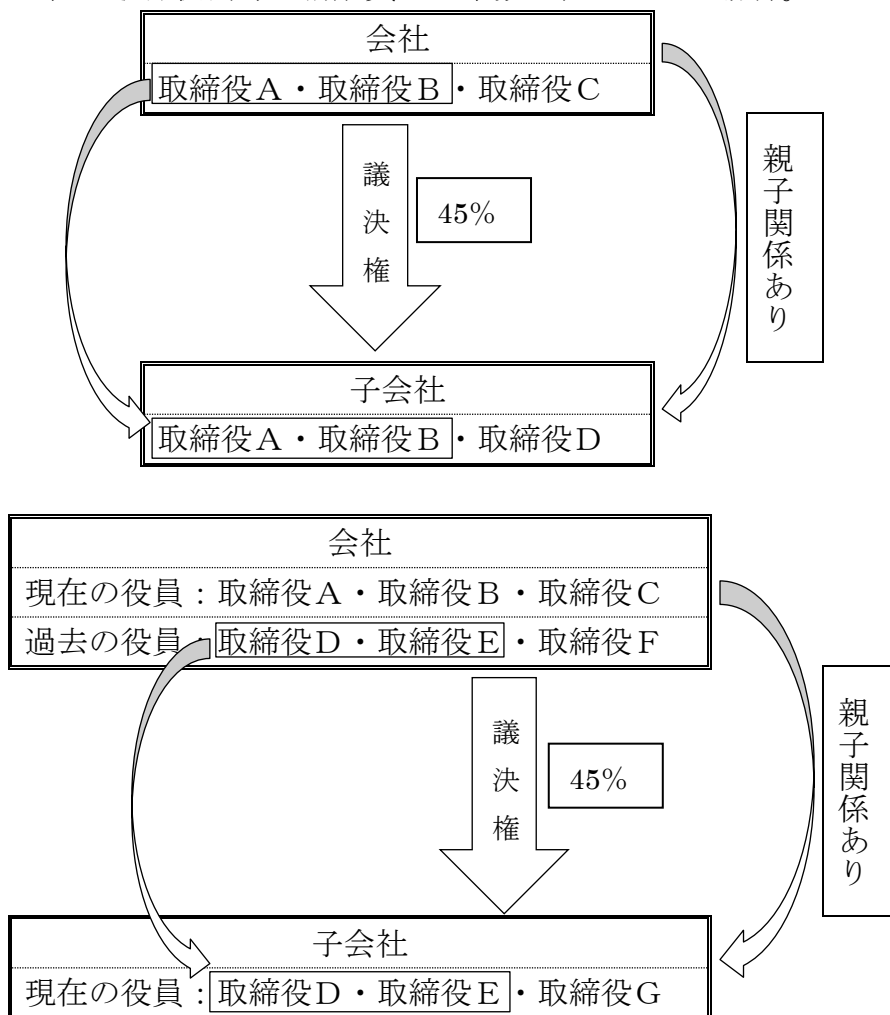 会社
取締役A・取締役B・取締役C
議決権
45%
親子関係あり
子会社
取締役A・取締役B・取締役D
会社
現在の役員：取締役A・取締役B・取締役C
過去の役員：取締役D・取締役E・取締役F
議決権
45%
親子関係あり
子会社
現在の役員：取締役D・取締役E・取締役G